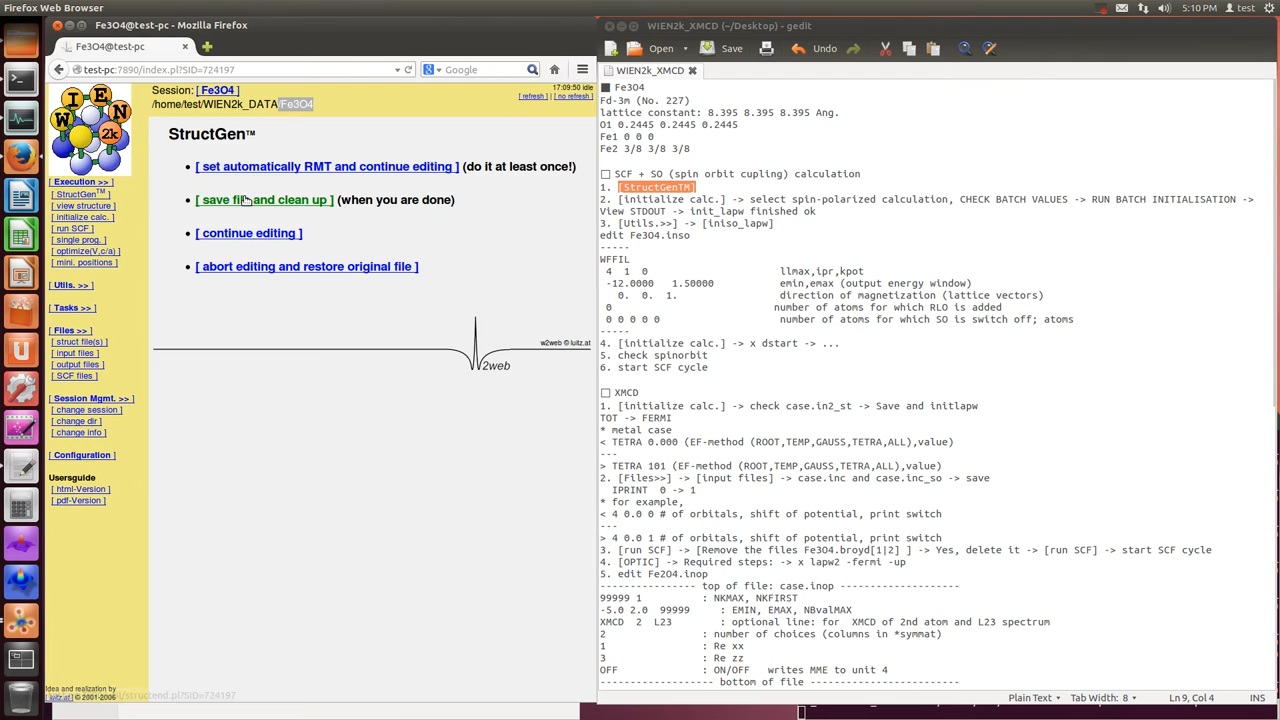 Firefox Web Browser
5:10 PM
test
Fe3O4@test-pc - Mozilla Firefox
Fe3O4@test-pc
test-pc:7890/index.pl?SID=724197
Google
WIEN 2k
Session: [ Fe3O4 ]
/home/test/WIEN2k_DATA/Fe3O4
17:09:50 idle
[ refresh ] [ no refresh ]
[ Execution >> ]
[ StructGen™ ]
[ view structure ]
[ initialize calc. ]
[ run SCF ]
[ single prog. ]
[ optimize(V,c/a) ]
[ mini. positions ]
[ Utils. >> ]
[ Tasks >> ]
[ Files >> ]
[ struct file(s) ]
[ input files ]
[ output files ]
[ SCF files ]
[ Session Mgmt. >> ]
[ change session ]
[ change dir ]
[ change info ]
[ Configuration ]
Usersguide
[ html-Version ]
[ pdf-Version ]
Idea and realization by
[ luitz.at ] © 2001-2006
StructGen™
[ set automatically RMT and continue editing ] (do it at least once!)
[ save file and clean up ] (when you are done)
[ continue editing ]
[ abort editing and restore original file ]
w2web © luitz.at
2web
WIEN2k_XMCD (~/Desktop) - gedit
Open Save Undo
WIEN2k_XMCD
■ Fe3O4
Fd-3m (No. 227)
lattice constant: 8.395 8.395 8.395 Ang.
O1 0.2445 0.2445 0.2445
Fe1 0 0 0
Fe2 3/8 3/8 3/8
□ SCF + SO (spin orbit cupling) calculation
1. [StructGenTM]
2. [initialize calc.] -> select spin-polarized calculation, CHECK BATCH VALUES -> RUN BATCH INITIALISATION ->
View STDOUT -> init_lapw finished ok
3. [Utils.>>] -> [iniso_lapw]
edit Fe3O4.inso
-----
WFFIL
4 1 0 llmax,ipr,kpot
-12.0000 1.50000 emin,emax (output energy window)
0. 0. 1. direction of magnetization (lattice vectors)
0 number of atoms for which RLO is added
0 0 0 0 0 number of atoms for which SO is switch off; atoms
-----
4. [initialize calc.] -> x dstart -> ...
5. check spinorbit
6. start SCF cycle
□ XMCD
1. [initialize calc.] -> check case.in2_st -> Save and initlapw
TOT -> FERMI
* metal case
< TETRA 0.000 (EF-method (ROOT,TEMP,GAUSS,TETRA,ALL),value)
---
> TETRA 101 (EF-method (ROOT,TEMP,GAUSS,TETRA,ALL),value)
2. [Files>>] -> [input files] -> case.inc and case.inc_so -> save
IPRINT 0 -> 1
* for example,
< 4 0.0 0 # of orbitals, shift of potential, print switch
---
> 4 0.0 1 # of orbitals, shift of potential, print switch
3. [run SCF] -> [Remove the files Fe3O4.broyd[1|2] ] -> Yes, delete it -> [run SCF] -> start SCF cycle
4. [OPTIC] -> Required steps: -> x lapw2 -fermi -up
5. edit Fe2O4.inop
---------------- top of file: case.inop --------------------
99999 1 : NKMAX, NKFIRST
-5.0 2.0 99999 : EMIN, EMAX, NBvalMAX
XMCD 2 L23 : optional line: for XMCD of 2nd atom and L23 spectrum
2 : number of choices (columns in *symmat)
1 : Re xx
3 : Re zz
OFF : ON/OFF writes MME to unit 4
------------------- bottom of file -----------------------
Plain Text Tab Width: 8 Ln 9, Col 4 INS